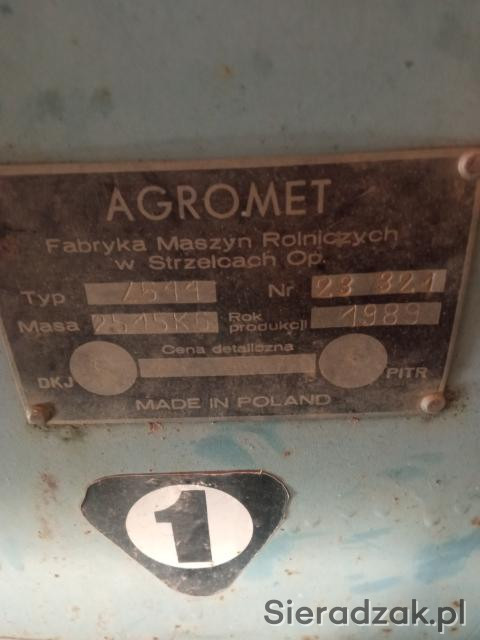 AGROMET
Fabryka Maszyn Rolniczych
w Strzelcach Op.
Typ Nr 23 321
Masa 2515KG Rok produkcji 1989
Cena detaliczna
DKJ PITR
MADE IN POLAND
1
Sieradzak.pl